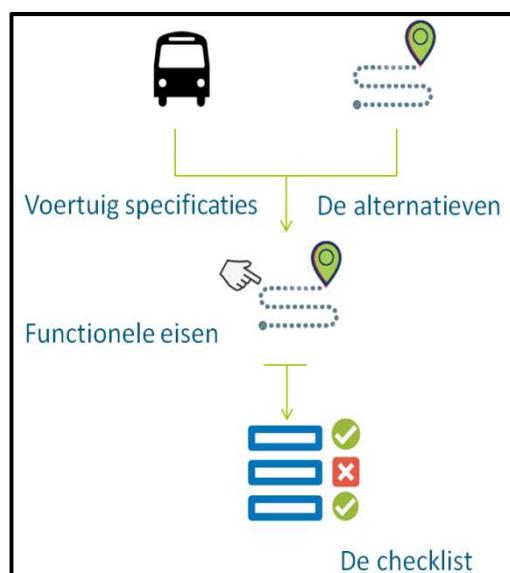 Voertuig specificaties
De alternatieven
Functionele eisen
De checklist